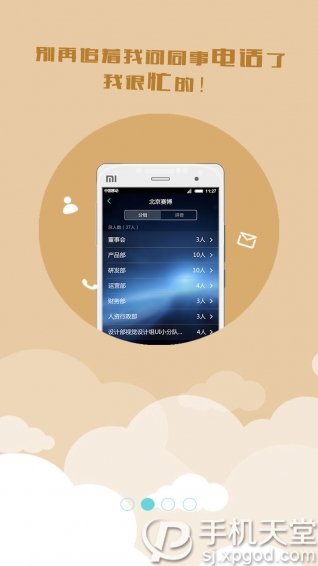 别再追着我问同事电话了
我很忙的！
MI
中国移动 11:27
北京赛博
公信 通讯
总人数（37人）
董事会 3人
产品部 10人
研发部 10人
运营部 4人
财务部 3人
人资行政部 3人
设计部视觉设计组UI小分队... 4人
手机天堂
sj.xpgod.com